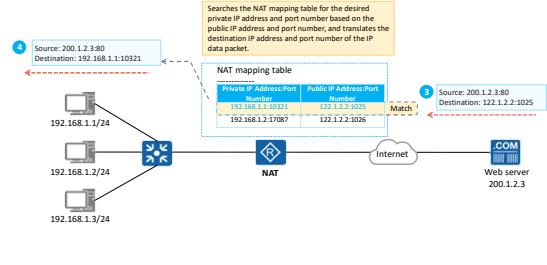 Searches the NAT mapping table for the desired
private IP address and port number based on the
public IP address and port number, and translates the
destination IP address and port number of the IP
data packet.
4
Source: 200.1.2.3:80
Destination: 192.168.1.1:10321
NAT mapping table
Private IP Address:Port Number
Public IP Address:Port Number
192.168.1.1:10321
122.1.2.2:1025
Match
192.168.1.2:17087
122.1.2.2:1026
3
Source: 200.1.2.3:80
Destination: 122.1.2.2:1025
192.168.1.1/24
192.168.1.2/24
192.168.1.3/24
R
NAT
Internet
.COM
Web server
200.1.2.3